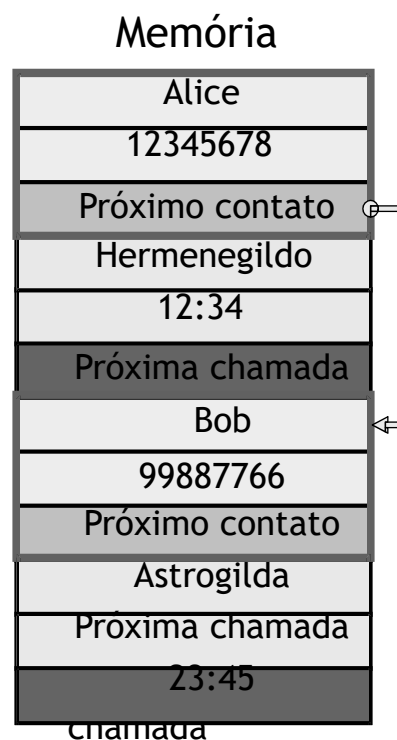 Memória
Alice
12345678
Próximo contato
Hermenegildo
12:34
Próxima chamada
Bob
99887766
Próximo contato
Astrogilda
Próxima chamada
23:45
chamada